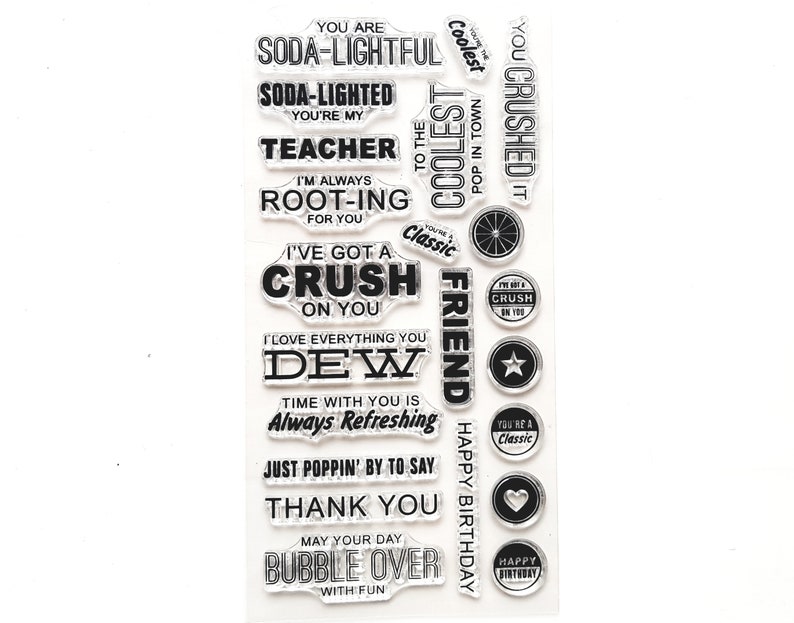 YOU ARE
SODA-LIGHTFUL
YOU'RE THE
Coolest
YOU CRUSHED IT
SODA-LIGHTED
YOU'RE MY
TO THE
COOLEST
POP IN TOWN
TEACHER
I'M ALWAYS
ROOT-ING
FOR YOU
YOU'RE A
Classic
I'VE GOT A
CRUSH
ON YOU
FRIEND
I'VE GOT A
CRUSH
ON YOU
I LOVE EVERYTHING YOU
DEW
TIME WITH YOU IS
Always Refreshing
YOU'RE A
Classic
JUST POPPIN' BY TO SAY
HAPPY BIRTHDAY
THANK YOU
MAY YOUR DAY
BUBBLE OVER
WITH FUN
HAPPY
BIRTHDAY